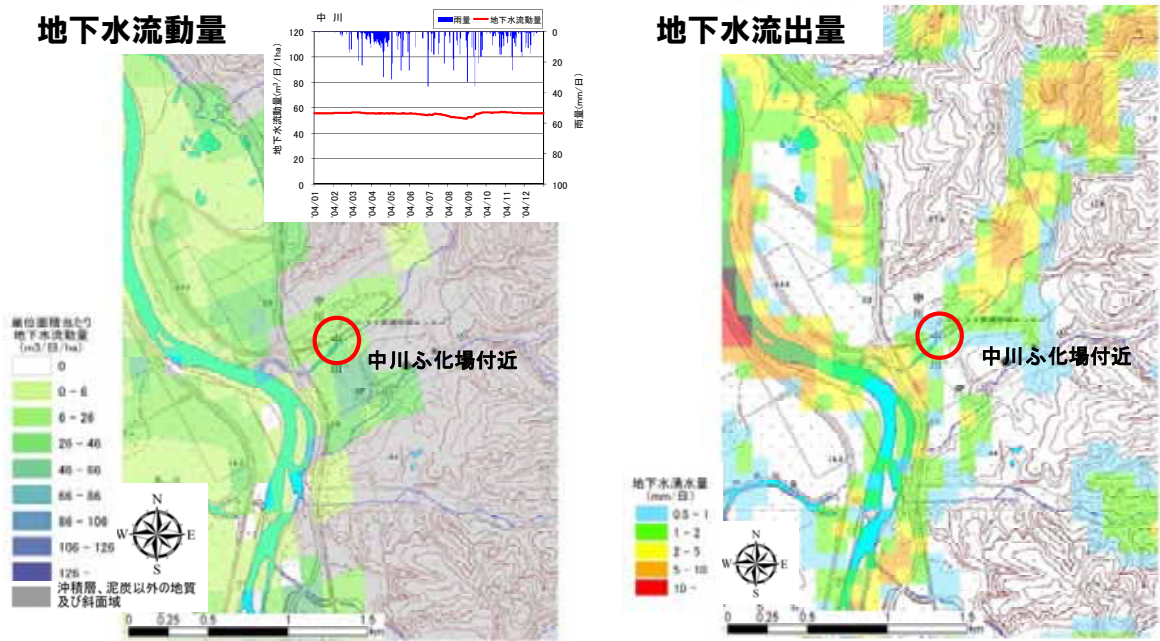 地下水流動量
中川
雨量
地下水流動量
地下水流動量(m³/日/1ha)
120
100
80
60
40
20
0
0
20
40
60
80
100
雨量(mm/日)
'04/01
'04/02
'04/03
'04/04
'04/05
'04/06
'04/07
'04/08
'04/09
'04/10
'04/11
'04/12
中川ふ化場付近
単位面積当たり
地下水流動量
(m3/日/ha)
0
0 - 6
6 - 26
26 - 46
46 - 66
66 - 86
86 - 106
106 - 126
126 -
沖積層、泥炭以外の地質
及び斜面域
N
W
E
S
0 0.25 0.5 1 1.5
km
地下水流出量
中川ふ化場付近
地下水湧水量
(mm/日)
0.5 - 1
1 - 2
2 - 5
5 - 10
10 -
N
W
E
S
0 0.25 0.5 1 1.5
km